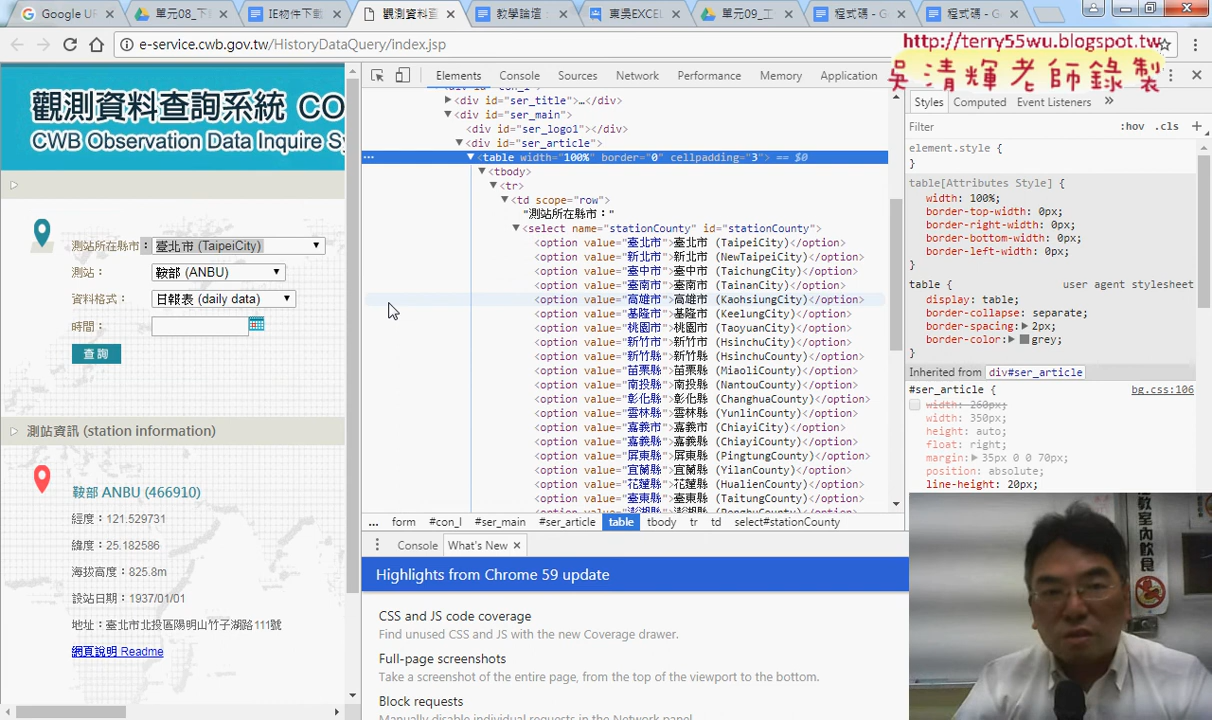 Google U
單元08_下
IE物件下載
觀測資料查
教學論壇
東吳EXCEL
單元09_工
程式碼 - G
程式碼 - G
e-service.cwb.gov.tw/HistoryDataQuery/index.jsp
http://terry55wu.blogspot.tw
吳清輝老師錄製
觀測資料查詢系統 CO
CWB Observation Data Inquire Sy
測站所在縣市：
臺北市 (TaipeiCity)
測站：
鞍部 (ANBU)
資料格式：
日報表 (daily data)
時間：
查 詢
測站資訊 (station information)
鞍部 ANBU (466910)
經度：121.529731
緯度：25.182586
海拔高度：825.8m
設站日期：1937/01/01
地址：臺北市北投區陽明山竹子湖路111號
網頁說明 Readme
Elements
Console
Sources
Network
Performance
Memory
Application
<div id="ser_title">…</div>
<div id="ser_main">
<div id="ser_logo1"></div>
<div id="ser_article">
<table width="100%" border="0" cellpadding="3"> == $0
<tbody>
<tr>
<td scope="row">
"測站所在縣市："
<select name="stationCounty" id="stationCounty">
<option value="臺北市">臺北市 (TaipeiCity)</option>
<option value="新北市">新北市 (NewTaipeiCity)</option>
<option value="臺中市">臺中市 (TaichungCity)</option>
<option value="臺南市">臺南市 (TainanCity)</option>
<option value="高雄市">高雄市 (KaohsiungCity)</option>
<option value="基隆市">基隆市 (KeelungCity)</option>
<option value="桃園市">桃園市 (TaoyuanCity)</option>
<option value="新竹市">新竹市 (HsinchuCity)</option>
<option value="新竹縣">新竹縣 (HsinchuCounty)</option>
<option value="苗栗縣">苗栗縣 (MiaoliCounty)</option>
<option value="南投縣">南投縣 (NantouCounty)</option>
<option value="彰化縣">彰化縣 (ChanghuaCounty)</option>
<option value="雲林縣">雲林縣 (YunlinCounty)</option>
<option value="嘉義市">嘉義市 (ChiayiCity)</option>
<option value="嘉義縣">嘉義縣 (ChiayiCounty)</option>
<option value="屏東縣">屏東縣 (PingtungCounty)</option>
<option value="宜蘭縣">宜蘭縣 (YilanCounty)</option>
<option value="花蓮縣">花蓮縣 (HualienCounty)</option>
<option value="臺東縣">臺東縣 (TaitungCounty)</option>
... form #con_l #ser_main #ser_article table tbody tr td select#stationCounty
Console
What's New
Highlights from Chrome 59 update
CSS and JS code coverage
Find unused CSS and JS with the new Coverage drawer.
Full-page screenshots
Take a screenshot of the entire page, from the top of the viewport to the bottom.
Block requests
Manually disable individual requests in the Network panel.
Styles
Computed
Event Listeners
Filter
:hov .cls
element.style {
}
table[Attributes Style] {
width: 100%;
border-top-width: 0px;
border-right-width: 0px;
border-bottom-width: 0px;
border-left-width: 0px;
}
table { user agent stylesheet
display: table;
border-collapse: separate;
border-spacing: 2px;
border-color: grey;
}
Inherited from div#ser_article
#ser_article { bg.css:106
width: 260px;
width: 350px;
height: auto;
float: right;
margin: 35px 0 0 70px;
position: absolute;
line-height: 20px;
教室內飲食